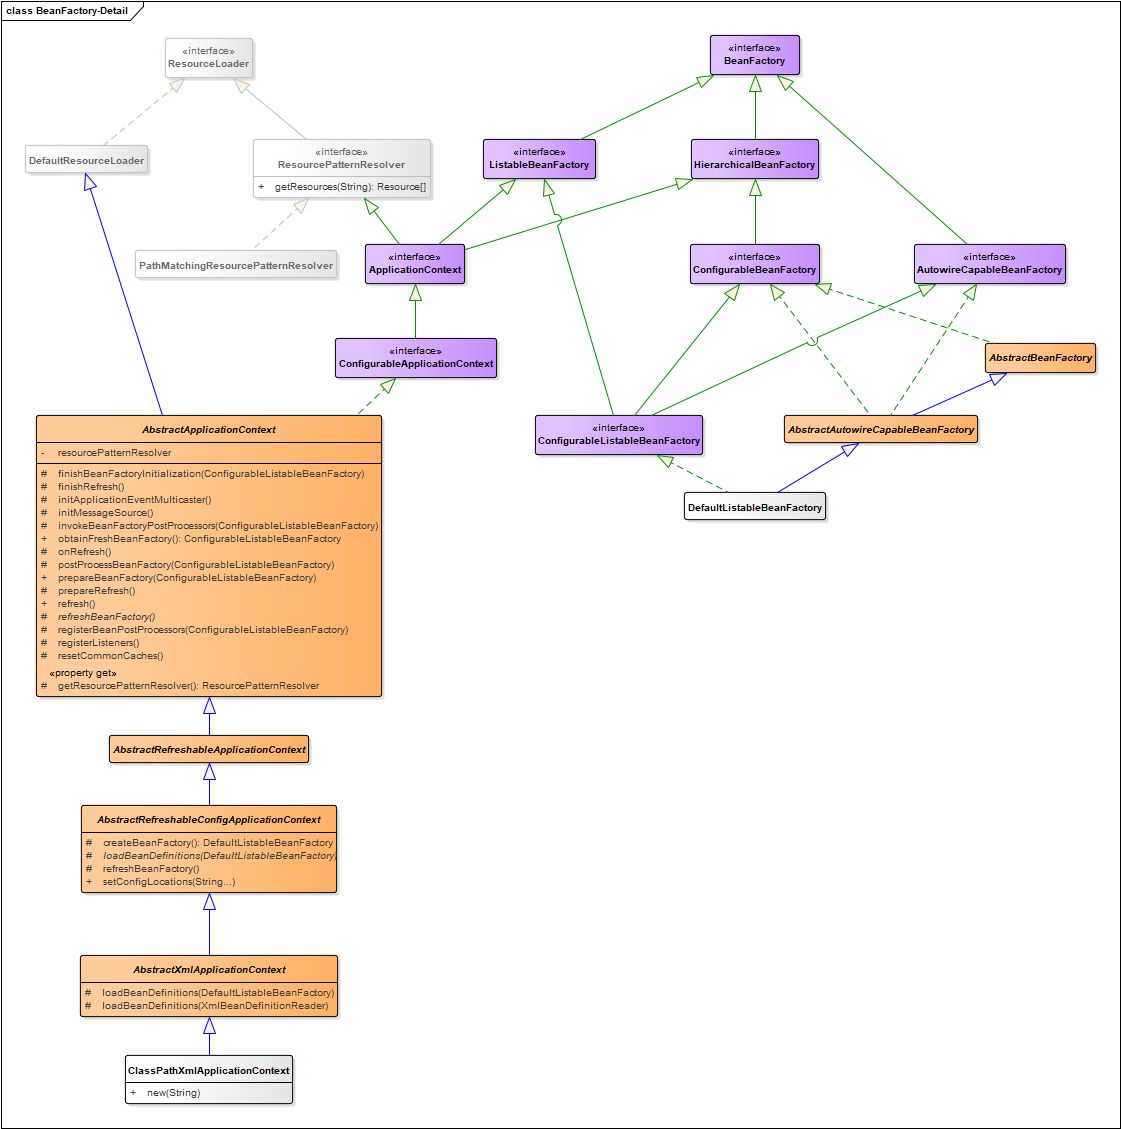 class BeanFactory-Detail
«interface»
ResourceLoader
«interface»
BeanFactory
DefaultResourceLoader
«interface»
ResourcePatternResolver
+ getResources(String): Resource[]
«interface»
ListableBeanFactory
«interface»
HierarchicalBeanFactory
PathMatchingResourcePatternResolver
«interface»
ApplicationContext
«interface»
ConfigurableBeanFactory
«interface»
AutowireCapableBeanFactory
«interface»
ConfigurableApplicationContext
AbstractBeanFactory
AbstractApplicationContext
- resourcePatternResolver
# finishBeanFactoryInitialization(ConfigurableListableBeanFactory)
# finishRefresh()
# initApplicationEventMulticaster()
# initMessageSource()
# invokeBeanFactoryPostProcessors(ConfigurableListableBeanFactory)
+ obtainFreshBeanFactory(): ConfigurableListableBeanFactory
# onRefresh()
# postProcessBeanFactory(ConfigurableListableBeanFactory)
+ prepareBeanFactory(ConfigurableListableBeanFactory)
# prepareRefresh()
+ refresh()
# refreshBeanFactory()
# registerBeanPostProcessors(ConfigurableListableBeanFactory)
# registerListeners()
# resetCommonCaches()
«property get»
# getResourcePatternResolver(): ResourcePatternResolver
«interface»
ConfigurableListableBeanFactory
AbstractAutowireCapableBeanFactory
DefaultListableBeanFactory
AbstractRefreshableApplicationContext
AbstractRefreshableConfigApplicationContext
# createBeanFactory(): DefaultListableBeanFactory
# loadBeanDefinitions(DefaultListableBeanFactory)
# refreshBeanFactory()
+ setConfigLocations(String...)
AbstractXmlApplicationContext
# loadBeanDefinitions(DefaultListableBeanFactory)
# loadBeanDefinitions(XmlBeanDefinitionReader)
ClassPathXmlApplicationContext
+ new(String)